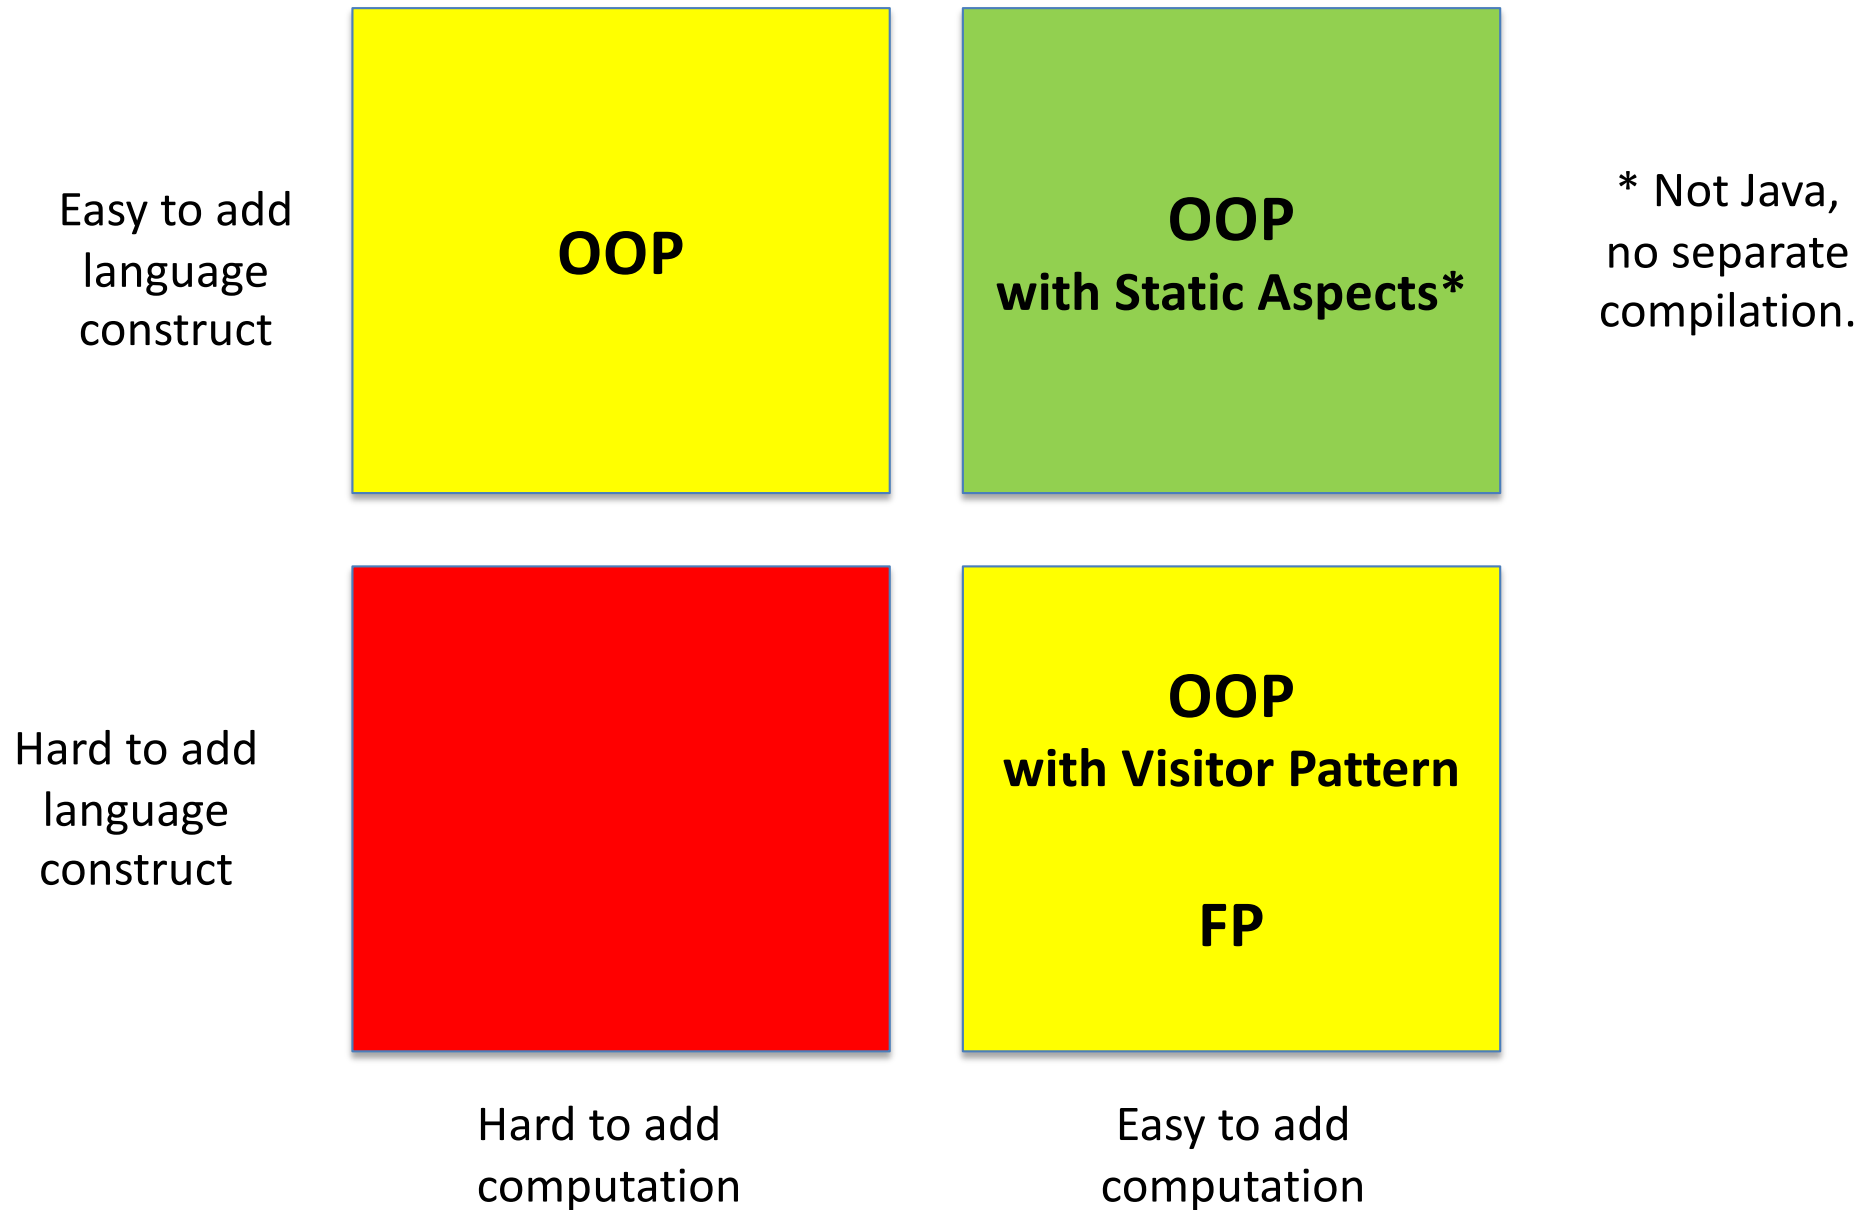 Easy to add
language
construct
OOP
OOP
with Static Aspects*
* Not Java,
no separate
compilation.
Hard to add
language
construct
OOP
with Visitor Pattern
FP
Hard to add
computation
Easy to add
computation